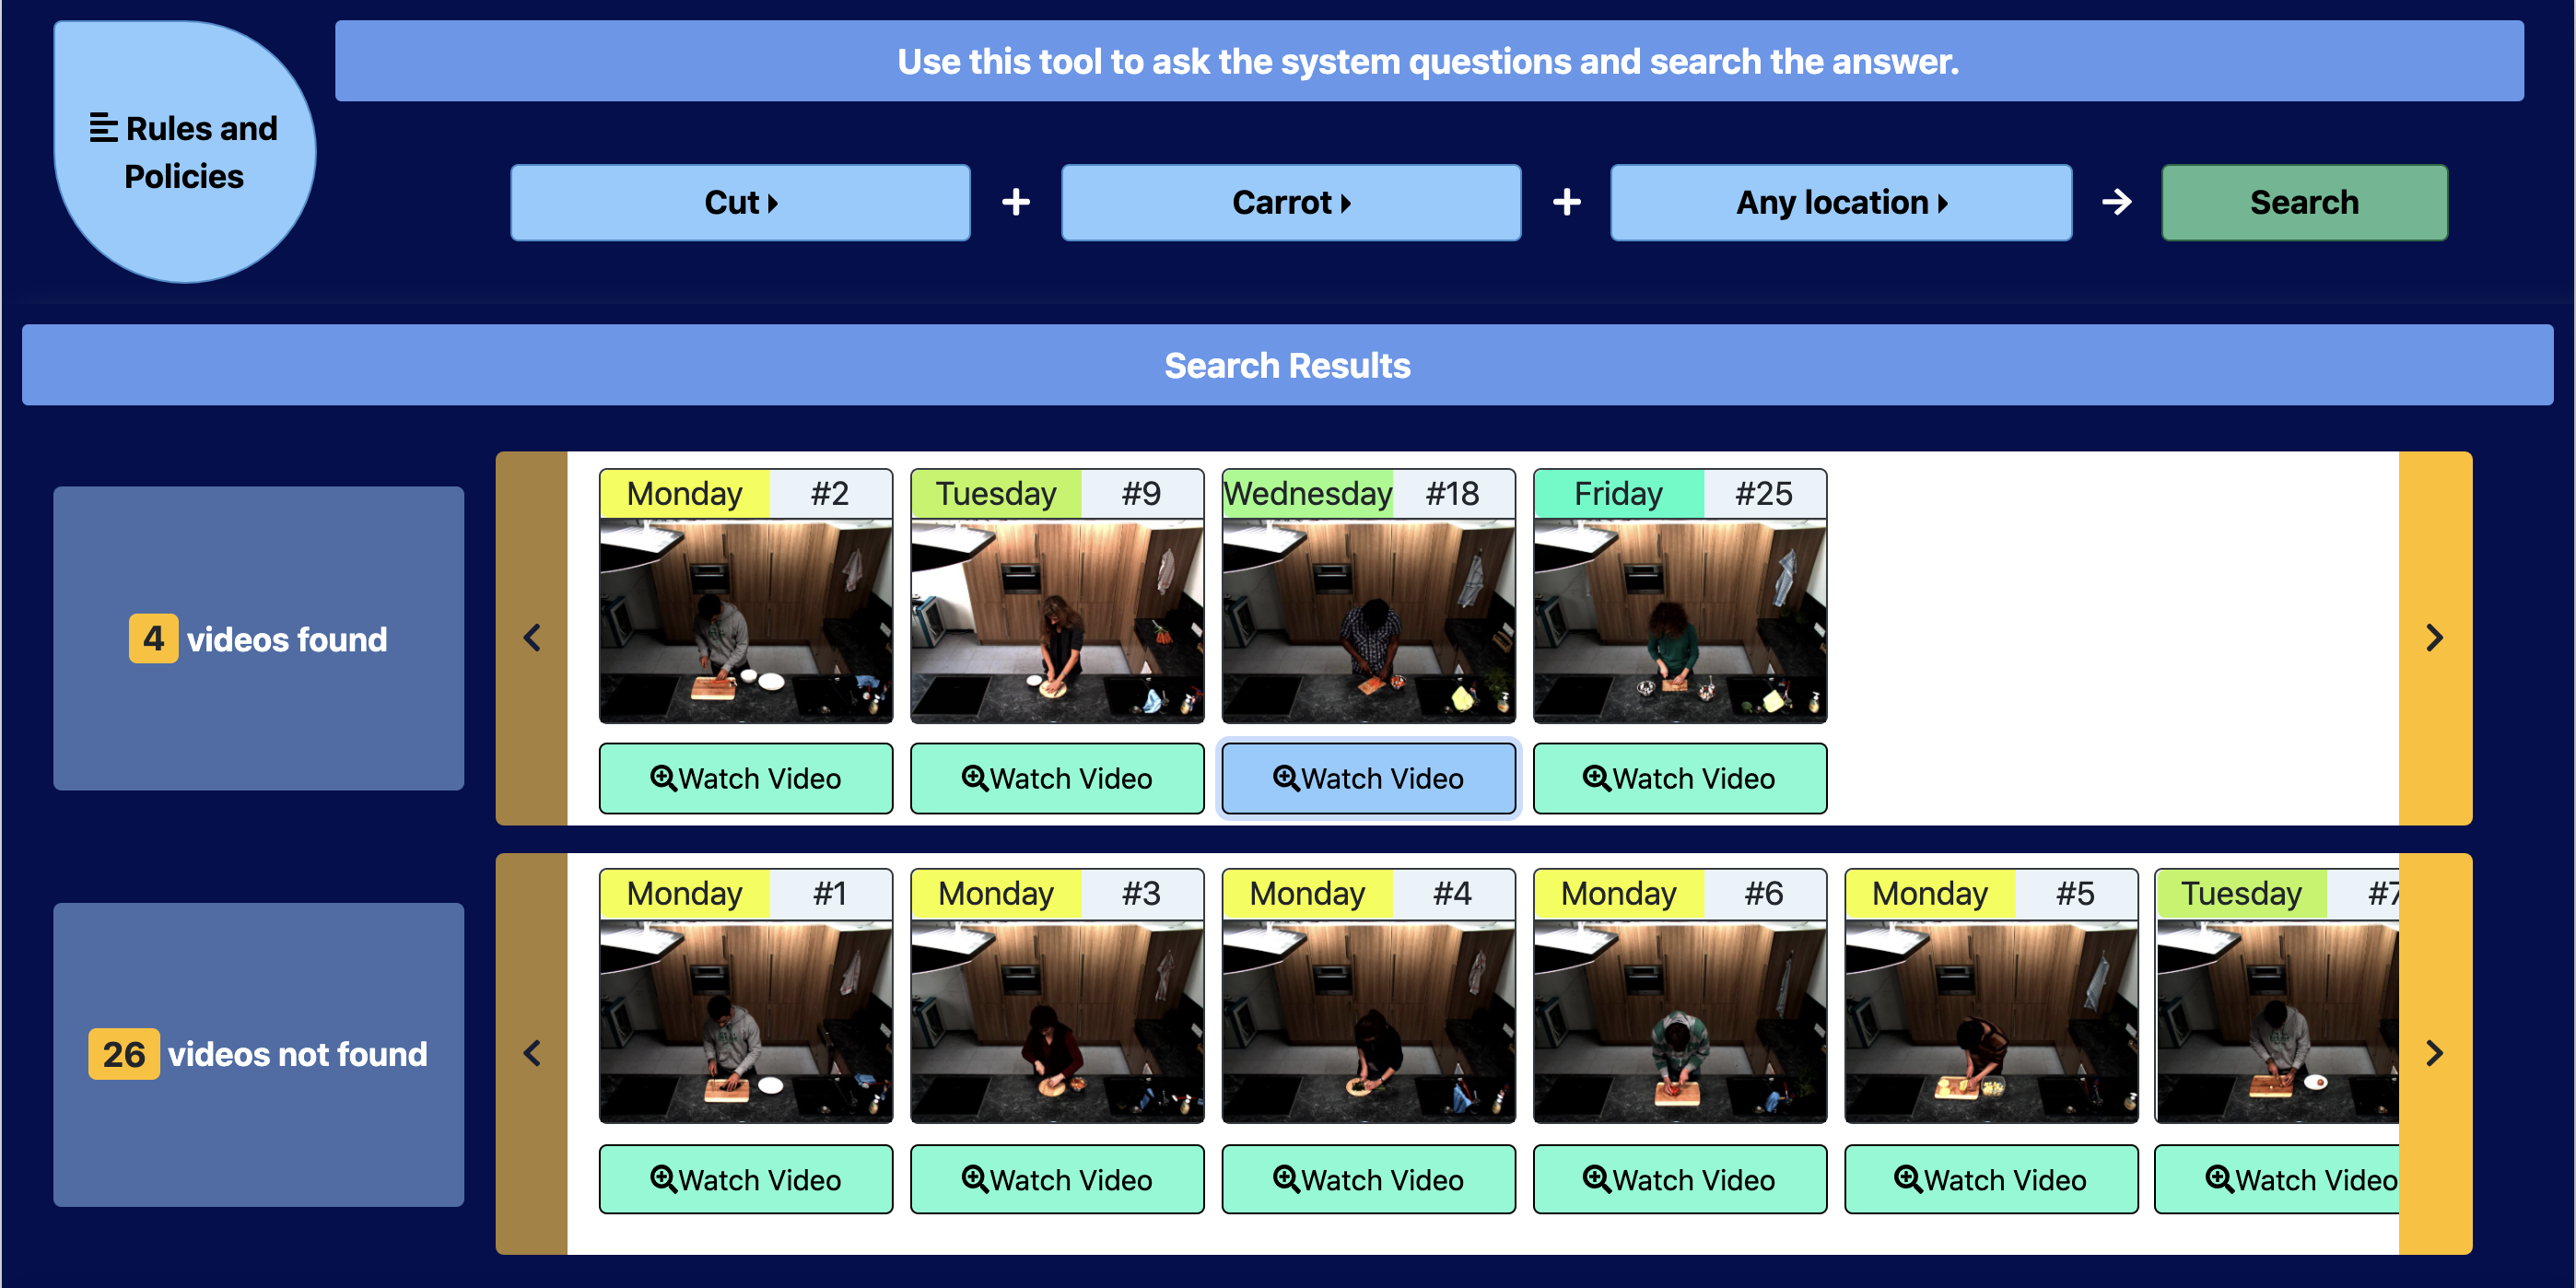 Use this tool to ask the system questions and search the answer.
Rules and
Policies
Cut
Carrot
Any location
Search
Search Results
4 videos found
Monday #2
Tuesday #9
Wednesday #18
Friday #25
Watch Video
Watch Video
Watch Video
Watch Video
26 videos not found
Monday #1
Monday #3
Monday #4
Monday #6
Monday #5
Tuesday #7
Watch Video
Watch Video
Watch Video
Watch Video
Watch Video
Watch Video